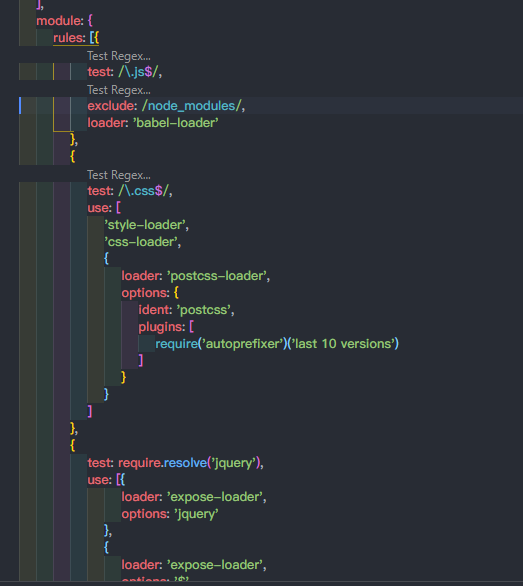 ],
module: {
rules: [{
Test Regex...
test: /\.js$/,
Test Regex...
exclude: /node_modules/,
loader: 'babel-loader'
},
{
Test Regex...
test: /\.css$/,
use: [
'style-loader',
'css-loader',
{
loader: 'postcss-loader',
options: {
ident: 'postcss',
plugins: [
require('autoprefixer')('last 10 versions')
]
}
}
]
},
{
test: require.resolve('jquery'),
use: [{
loader: 'expose-loader',
options: 'jquery'
},
{
loader: 'expose-loader',
options: '$'